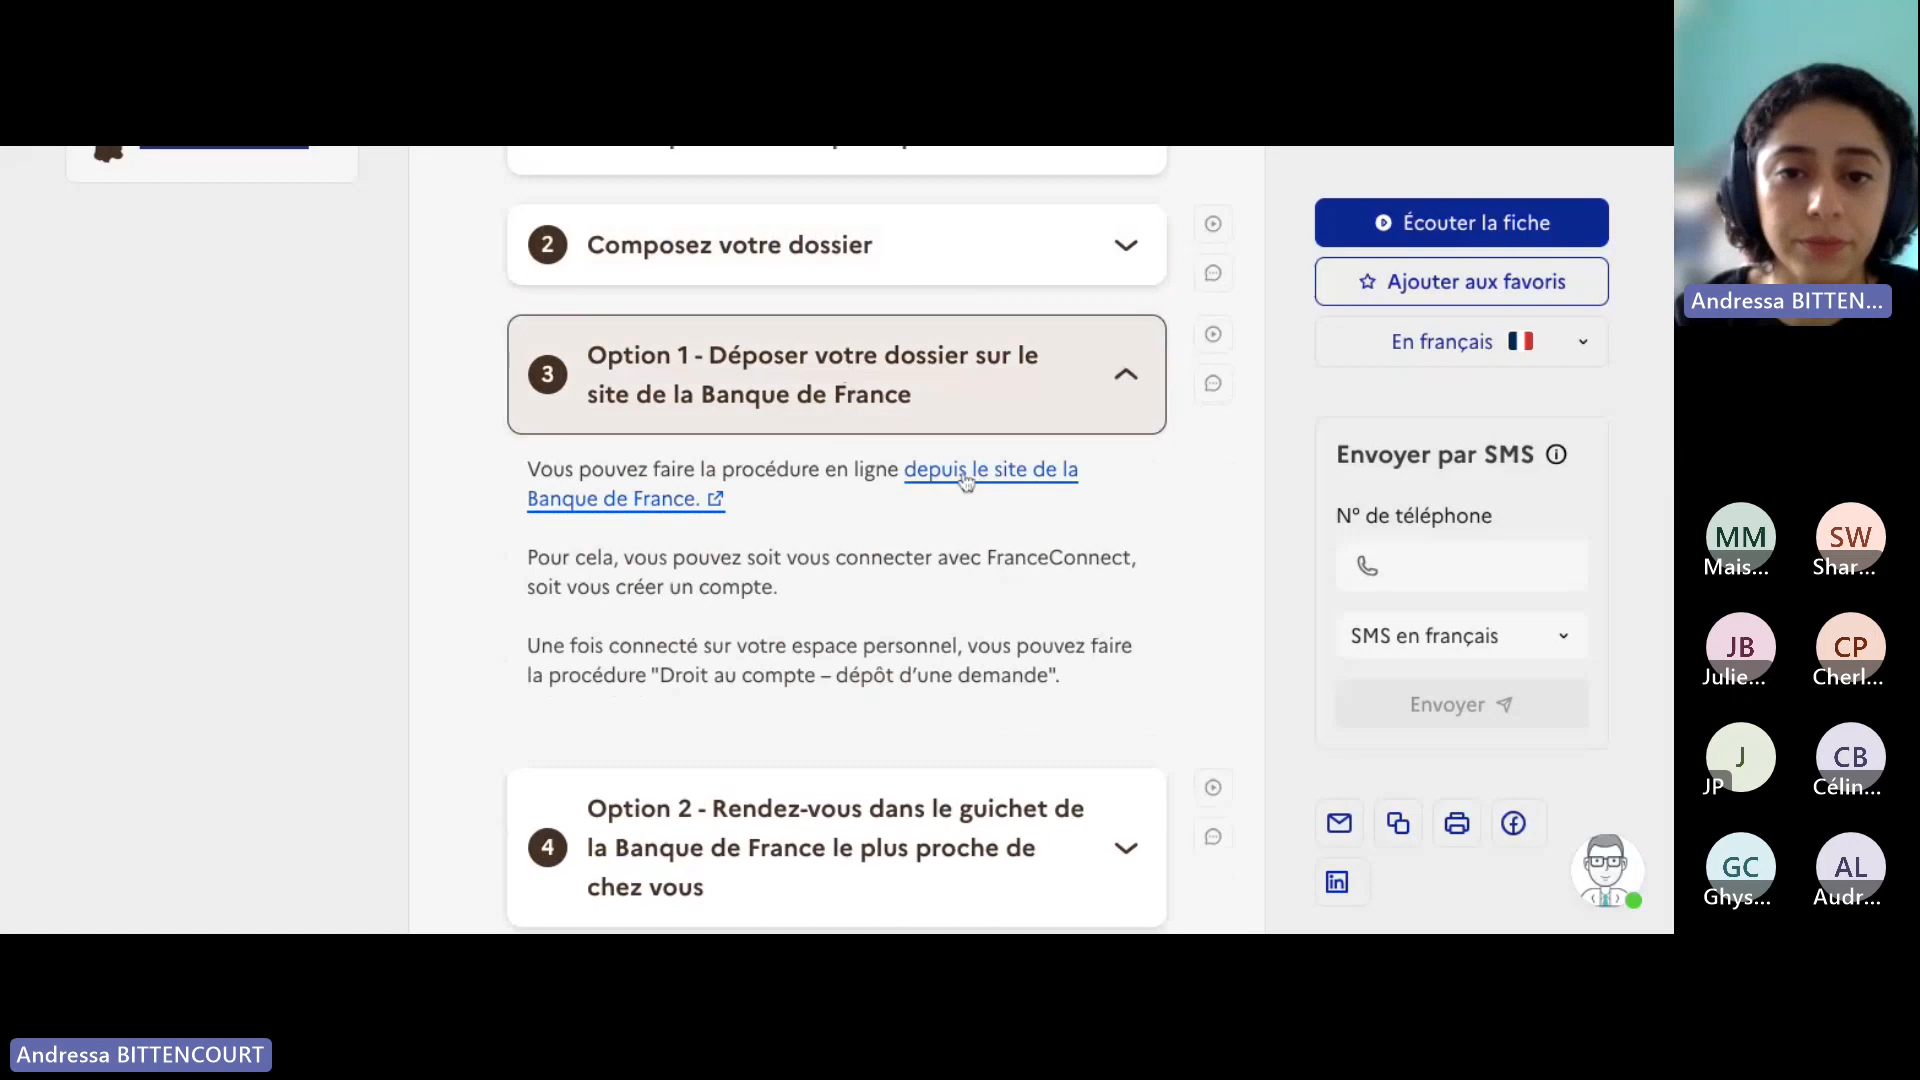 2 Composez votre dossier
3 Option 1 - Déposer votre dossier sur le
site de la Banque de France
Vous pouvez faire la procédure en ligne depuis le site de la
Banque de France.
Pour cela, vous pouvez soit vous connecter avec FranceConnect,
soit vous créer un compte.
Une fois connecté sur votre espace personnel, vous pouvez faire
la procédure "Droit au compte – dépôt d’une demande".
4 Option 2 - Rendez-vous dans le guichet de
la Banque de France le plus proche de
chez vous
Écouter la fiche
Ajouter aux favoris
En français
Envoyer par SMS
N° de téléphone
SMS en français
Envoyer
Andressa BITTEN...
MM
Mais...
SW
Shar...
JB
Julie...
CP
Cherl...
J
JP
CB
Célin...
GC
Ghys...
AL
Audr...
Andressa BITTENCOURT